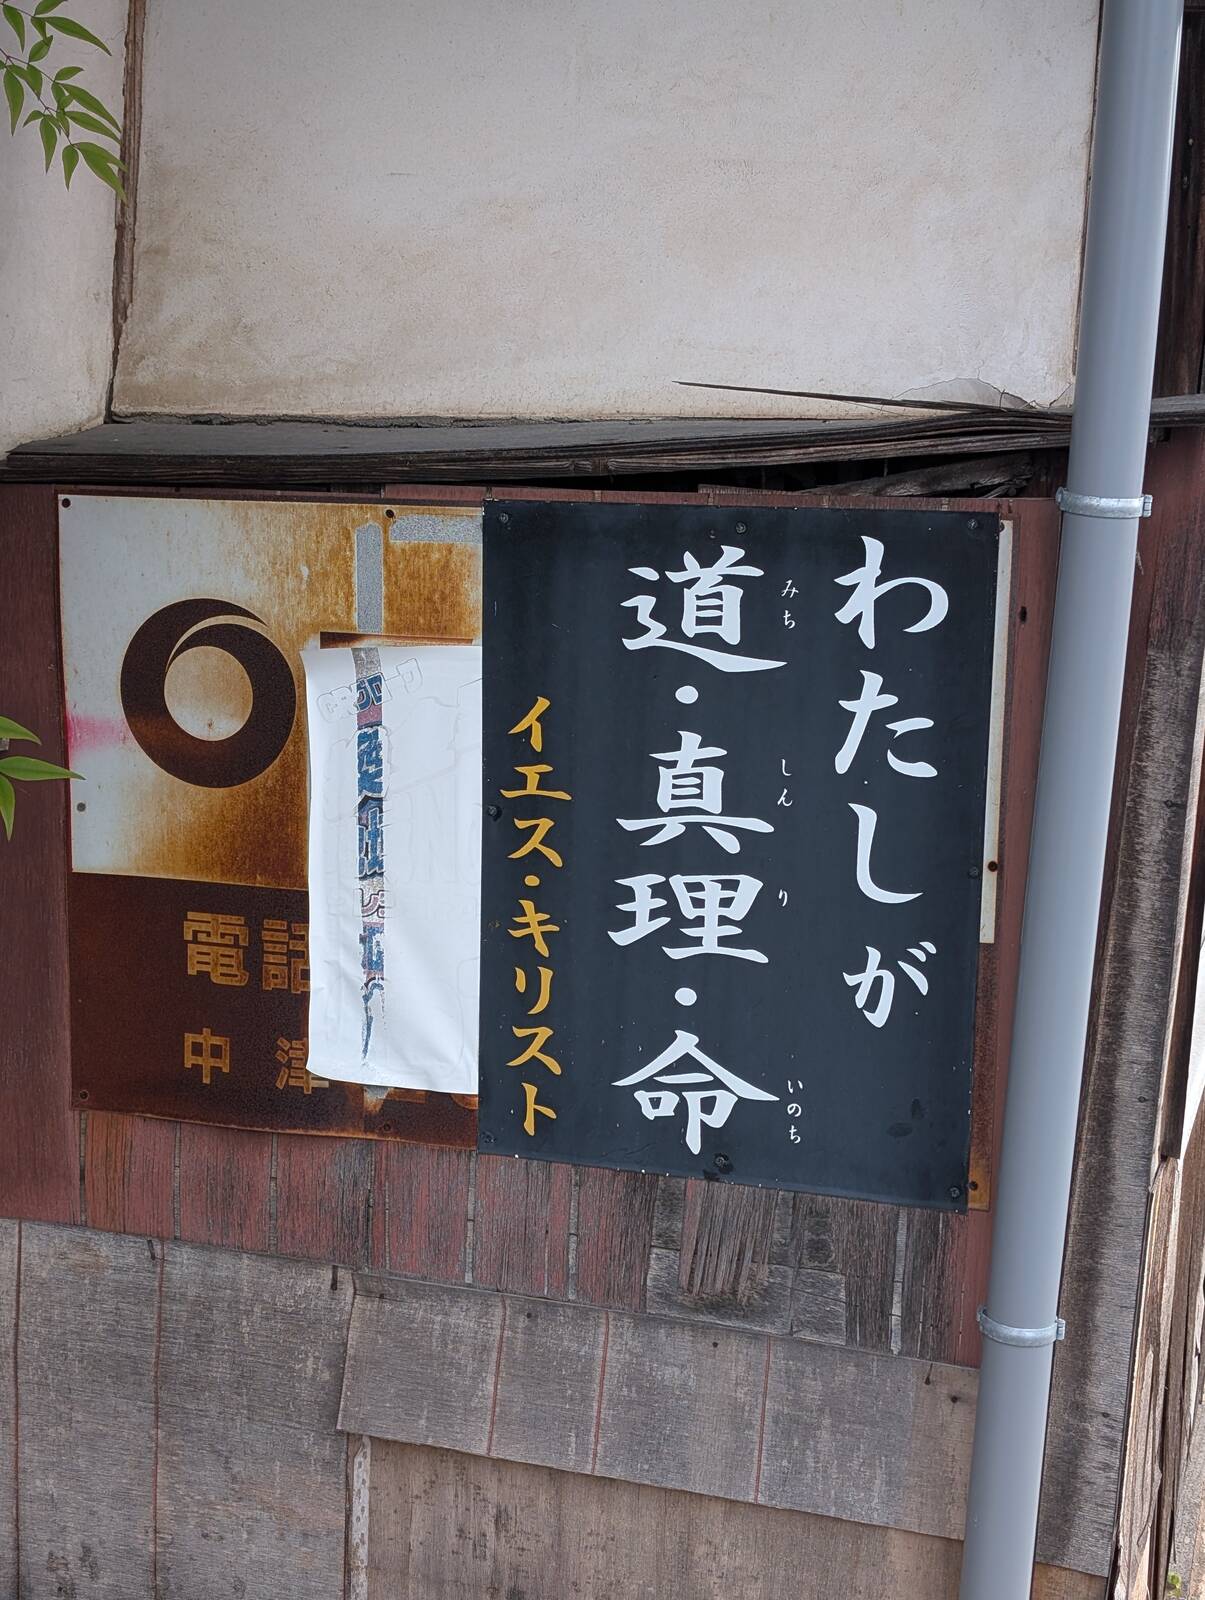 わたしが
道・真理・命
みち
しん
り
いのち
イエス・キリスト
電話
中津